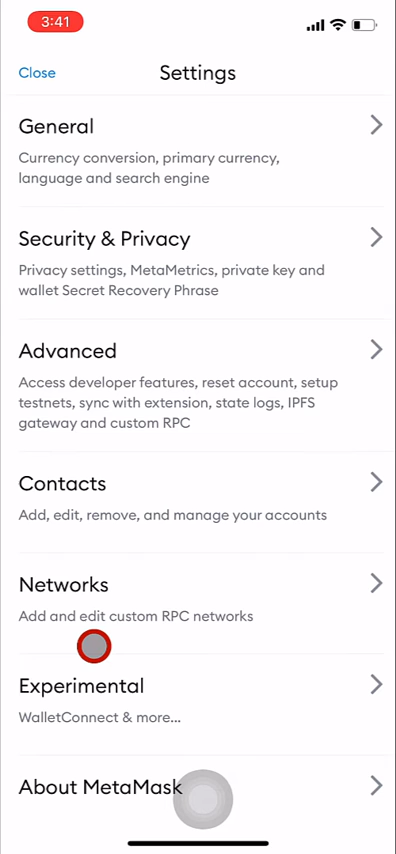 3:41
Close
Settings
General
Currency conversion, primary currency,
language and search engine
Security & Privacy
Privacy settings, MetaMetrics, private key and
wallet Secret Recovery Phrase
Advanced
Access developer features, reset account, setup
testnets, sync with extension, state logs, IPFS
gateway and custom RPC
Contacts
Add, edit, remove, and manage your accounts
Networks
Add and edit custom RPC networks
Experimental
WalletConnect & more...
About MetaMask